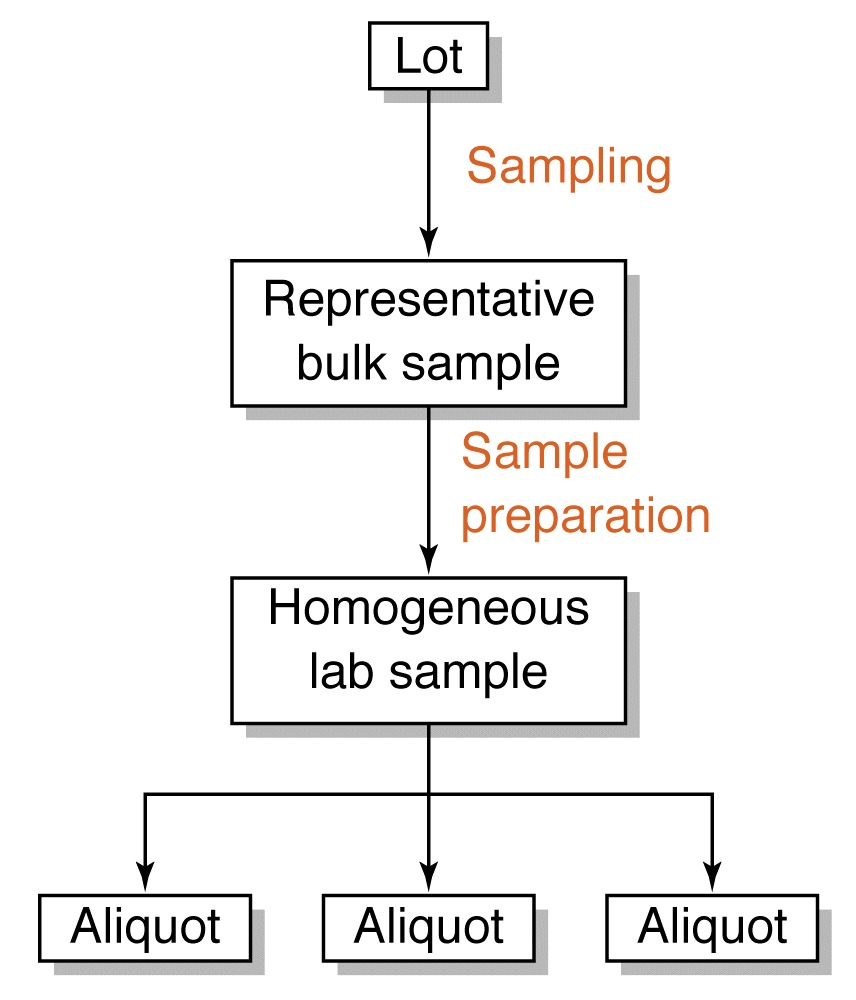 Lot
Sampling
Representative
bulk sample
Sample
preparation
Homogeneous
lab sample
Aliquot
Aliquot
Aliquot